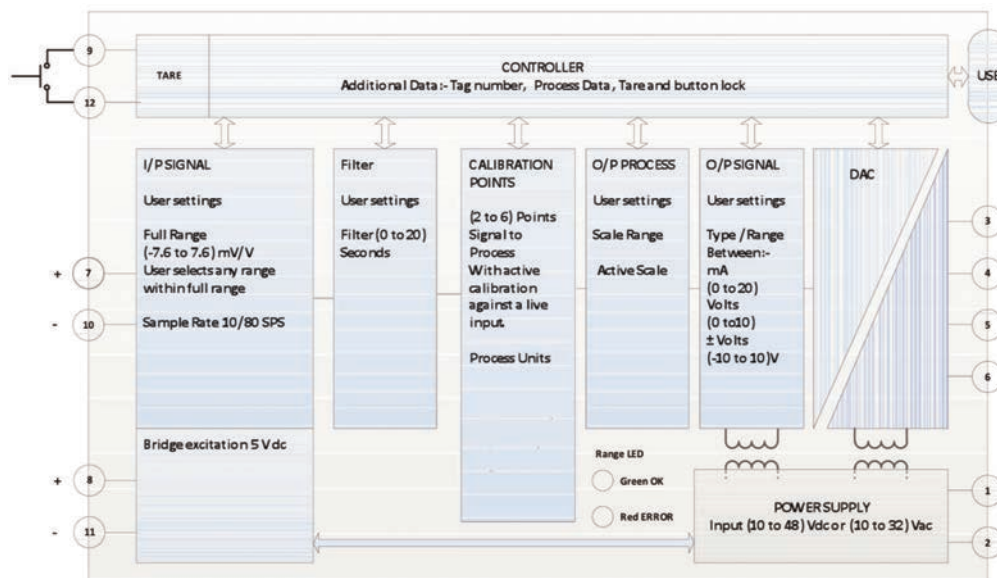 9
12
TARE
CONTROLLER
Additional Data:- Tag number, Process Data, Tare and button lock
USB
I/P SIGNAL
User settings
Full Range
(-7.6 to 7.6) mV/V
User selects any range
within full range
Sample Rate 10/80 SPS
+ 7
- 10
Filter
User settings
Filter (0 to 20)
Seconds
CALIBRATION
POINTS
(2 to 6) Points
Signal to
Process
With active
calibration
against a live
input.
Process Units
O/P PROCESS
User settings
Scale Range
Active Scale
O/P SIGNAL
User settings
Type / Range
Between:-
mA
(0 to 20)
Volts
(0 to10)
± Volts
(-10 to 10)V
DAC
3
4
5
6
Bridge excitation 5 V dc
+ 8
- 11
Range LED
Green OK
Red ERROR
POWER SUPPLY
Input (10 to 48) Vdc or (10 to 32) Vac
1
2